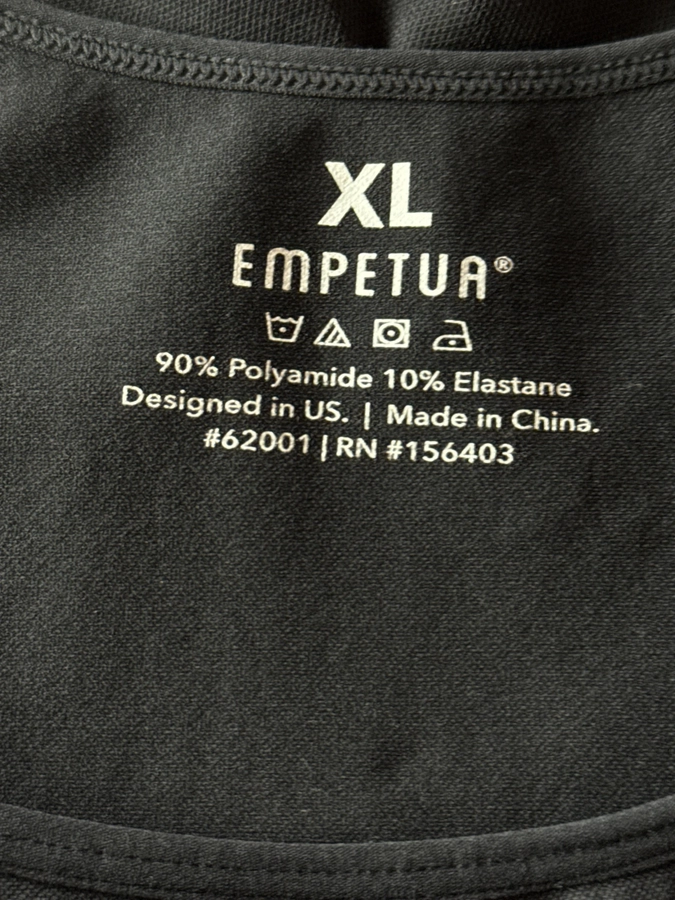 XL
EMPETUA®
90% Polyamide 10% Elastane
Designed in US. | Made in China.
#62001 | RN #156403